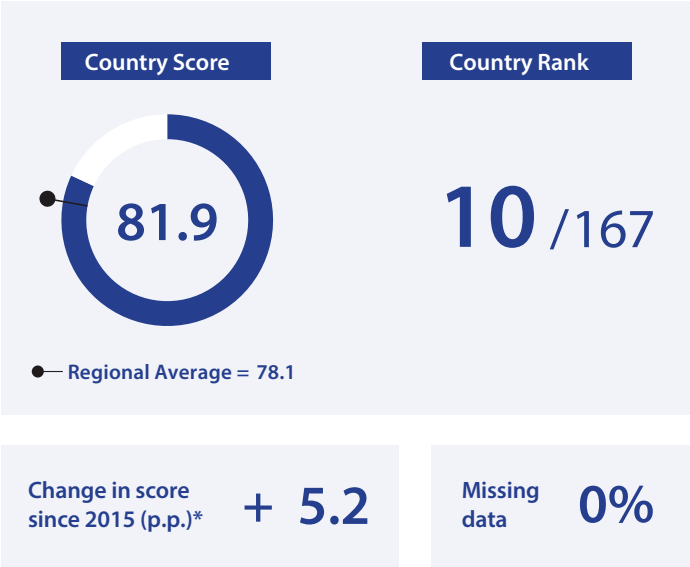 Country Score
Country Rank
81.9
10 /167
Regional Average = 78.1
Change in score
since 2015 (p.p.)*
+ 5.2
Missing
data
0%